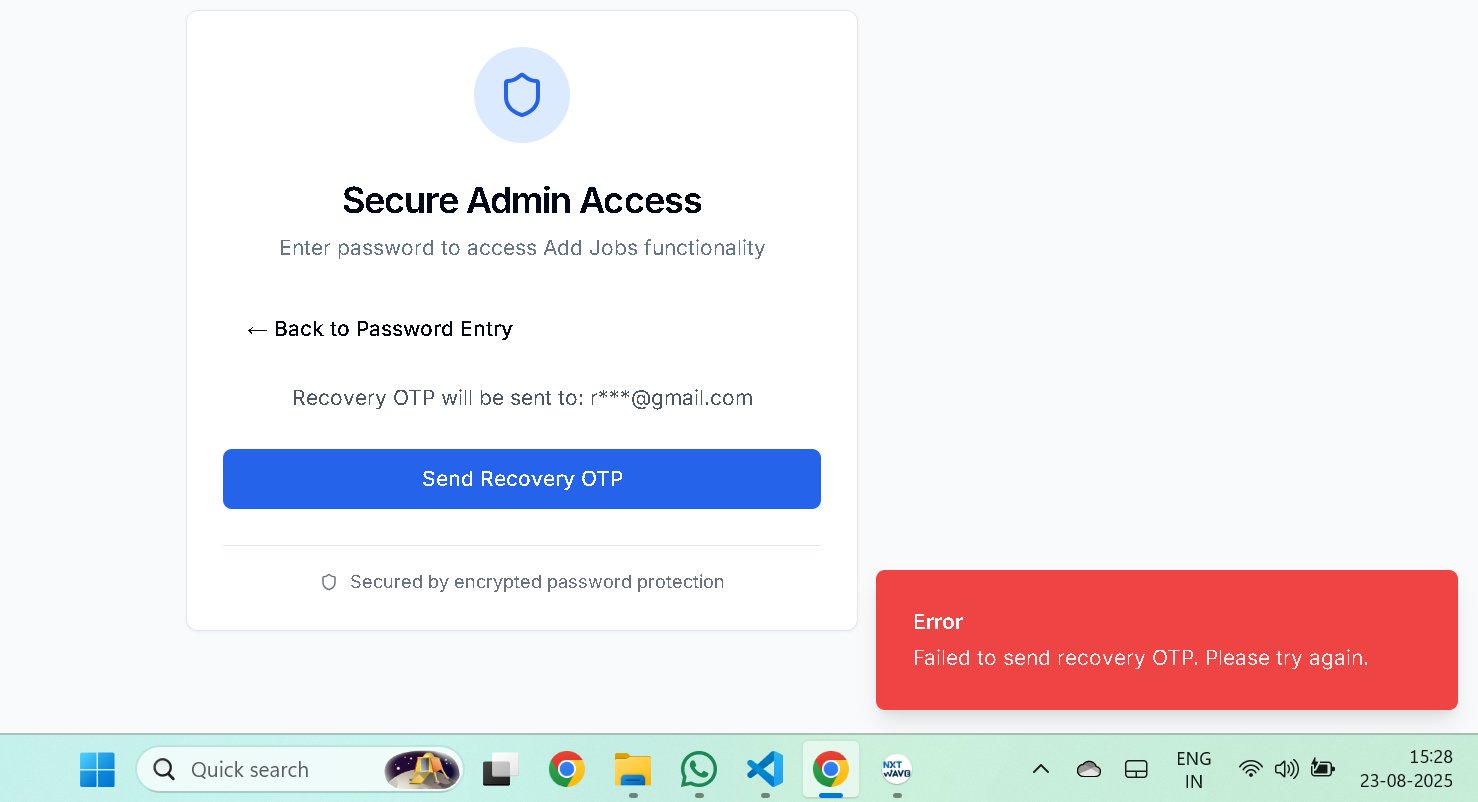 Secure Admin Access
Enter password to access Add Jobs functionality
← Back to Password Entry
Recovery OTP will be sent to: r***@gmail.com
Send Recovery OTP
Secured by encrypted password protection
Error
Failed to send recovery OTP. Please try again.
Quick search
NXT
WAVE
ENG
IN
15:28
23-08-2025